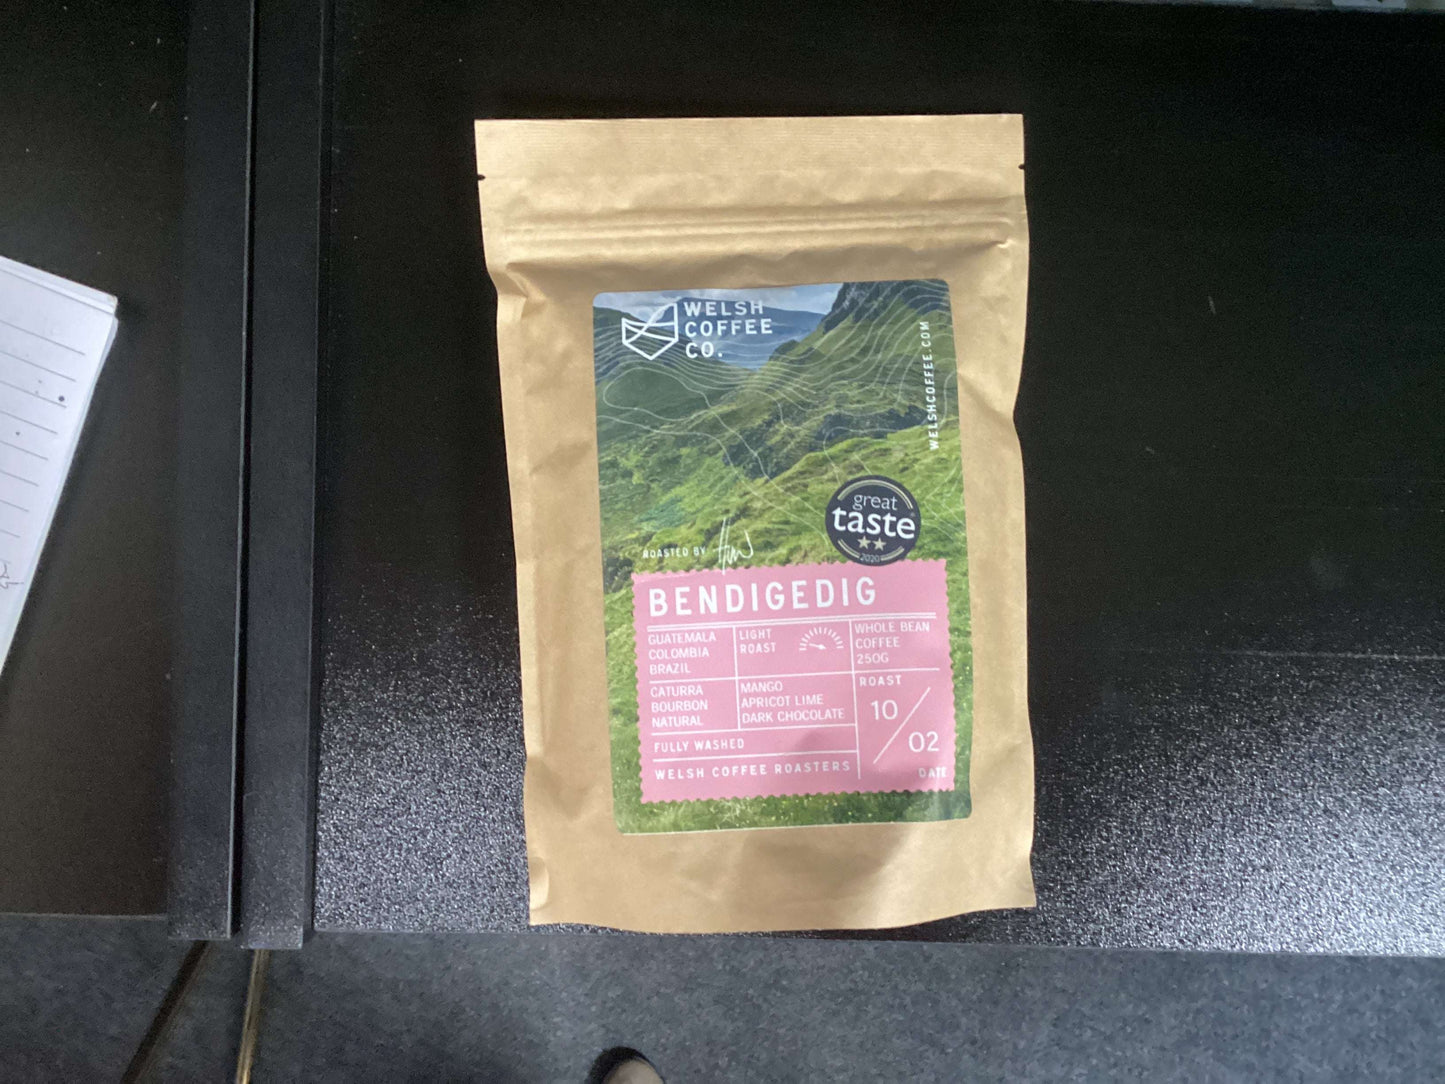 WELSH
COFFEE
CO.
WELSHCOFFEE.COM
great
taste
2020
ROASTED BY
BENDIGEDIG
GUATEMALA
COLOMBIA
BRAZIL
LIGHT
ROAST
WHOLE BEAN
COFFEE
250G
CATURRA
BOURBON
NATURAL
MANGO
APRICOT LIME
DARK CHOCOLATE
ROAST
10
02
DATE
FULLY WASHED
WELSH COFFEE ROASTERS